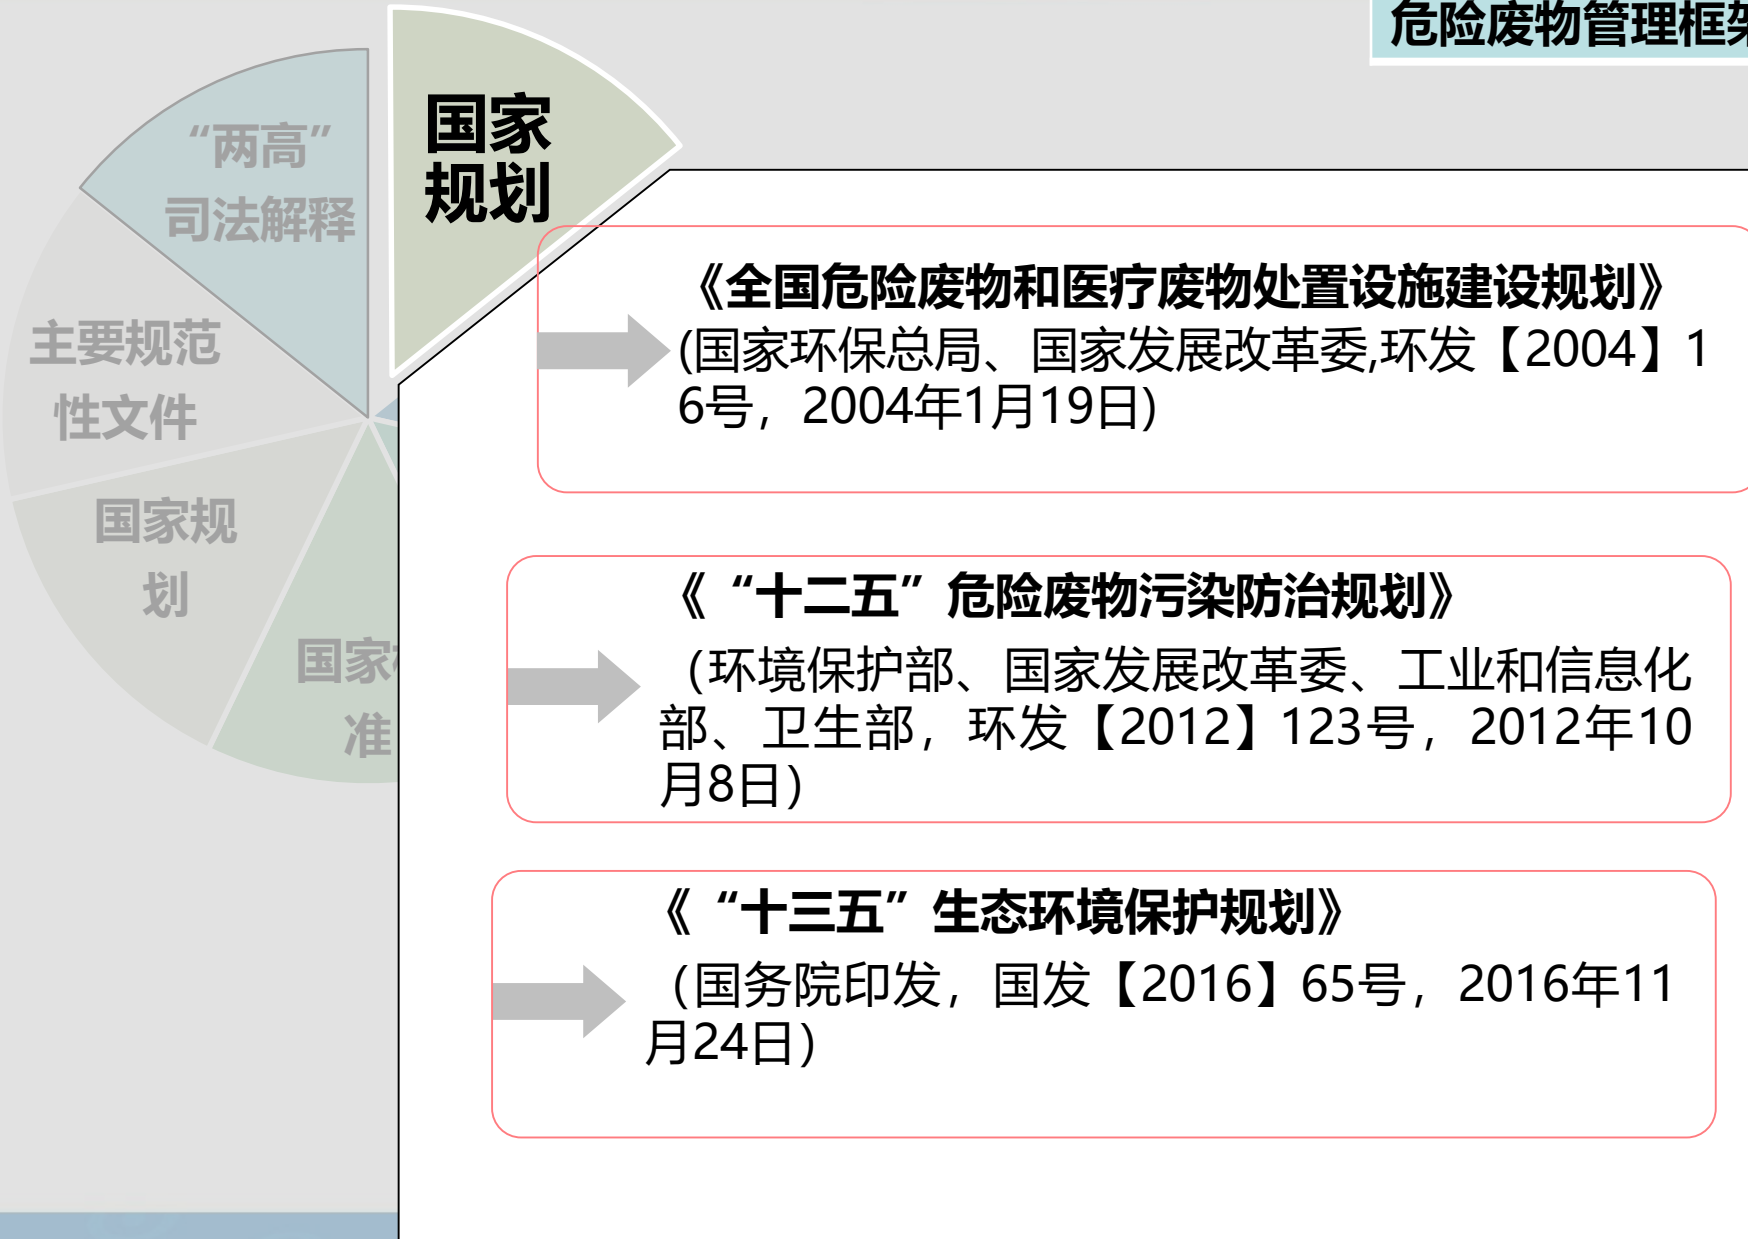 危险废物管理框架
国家
规划
“两高”
司法解释
主要规范
性文件
国家规
划
国家标
准
《全国危险废物和医疗废物处置设施建设规划》
(国家环保总局、国家发展改革委,环发【2004】1
6号，2004年1月19日)
《“十二五”危险废物污染防治规划》
（环境保护部、国家发展改革委、工业和信息化
部、卫生部，环发【2012】123号，2012年10
月8日）
《“十三五”生态环境保护规划》
（国务院印发，国发【2016】65号，2016年11
月24日）